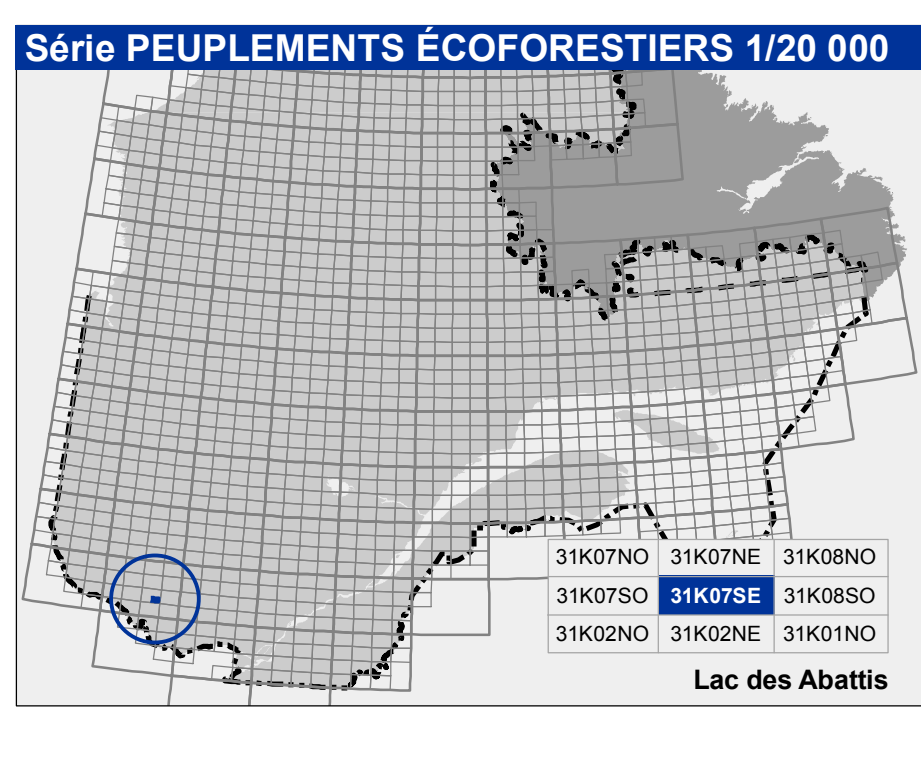 Série PEUPLEMENTS ÉCOFORESTIERS 1/20 000
31K07NO 31K07NE 31K08NO
31K07SO 31K07SE 31K08SO
31K02NO 31K02NE 31K01NO
Lac des Abattis